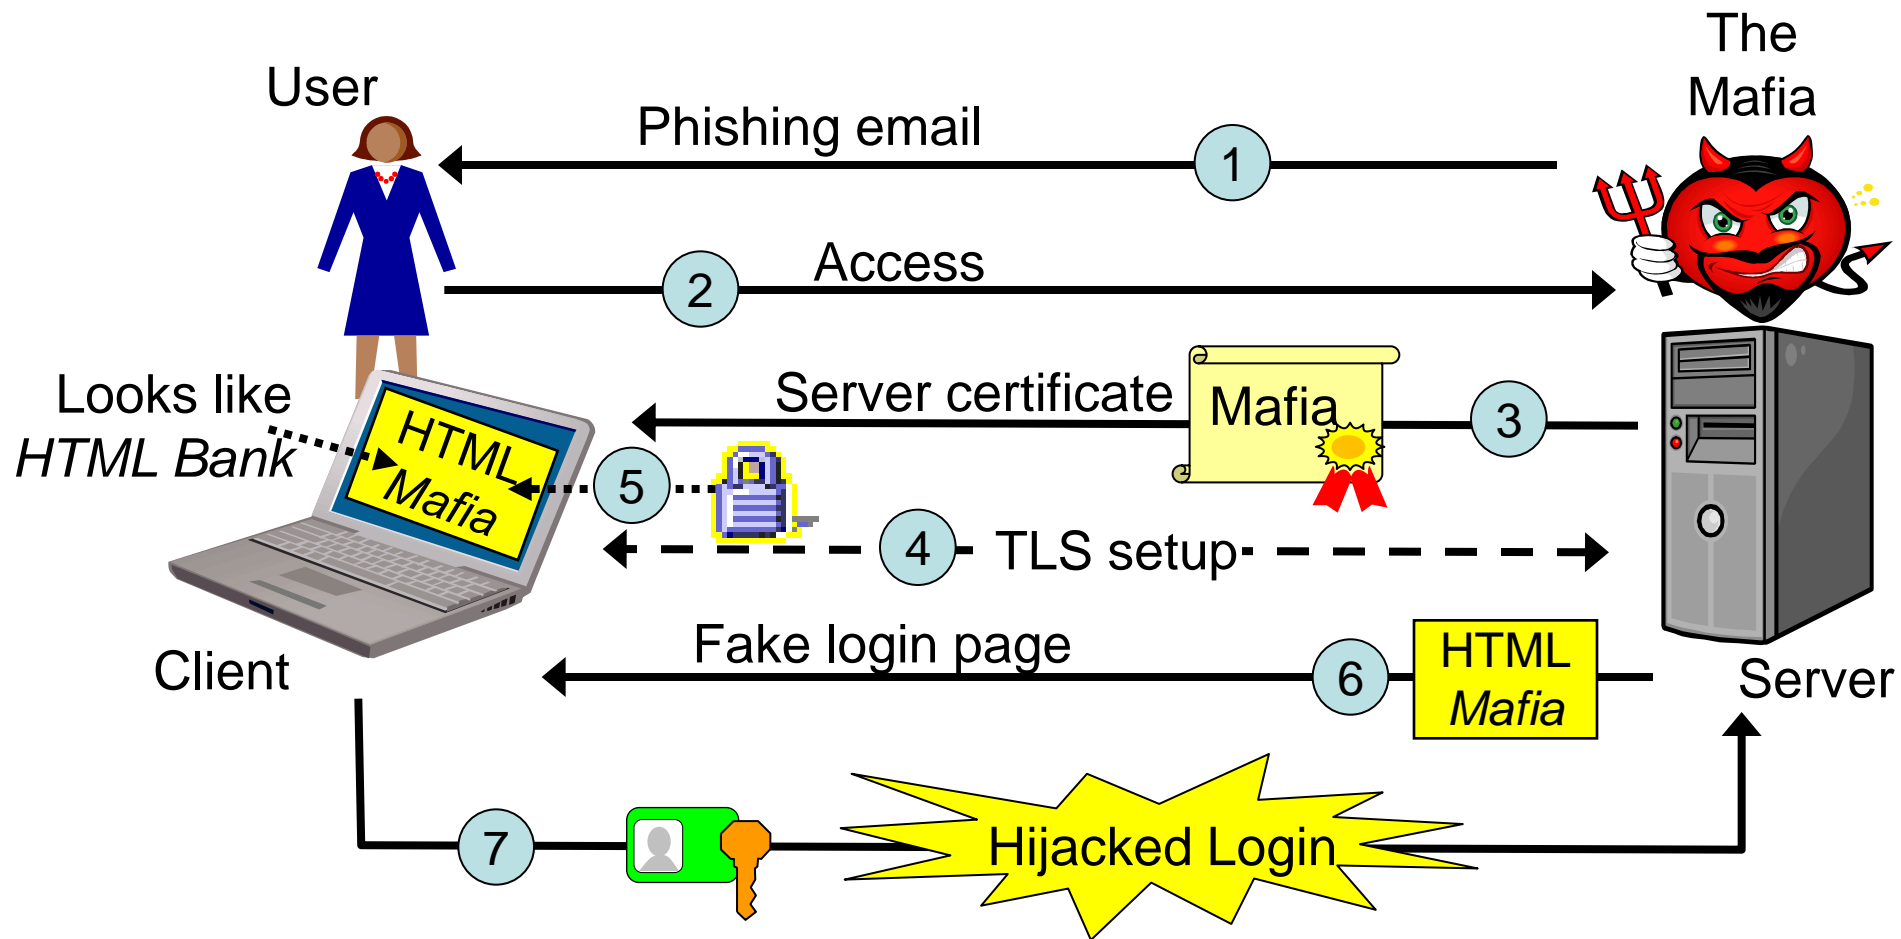 The
Mafia
User
Phishing email
1
2
Access
Looks like
HTML Bank
HTML
Mafia
Server certificate
Mafia
3
5
4
TLS setup
Client
Fake login page
6
HTML
Mafia
Server
7
Hijacked Login